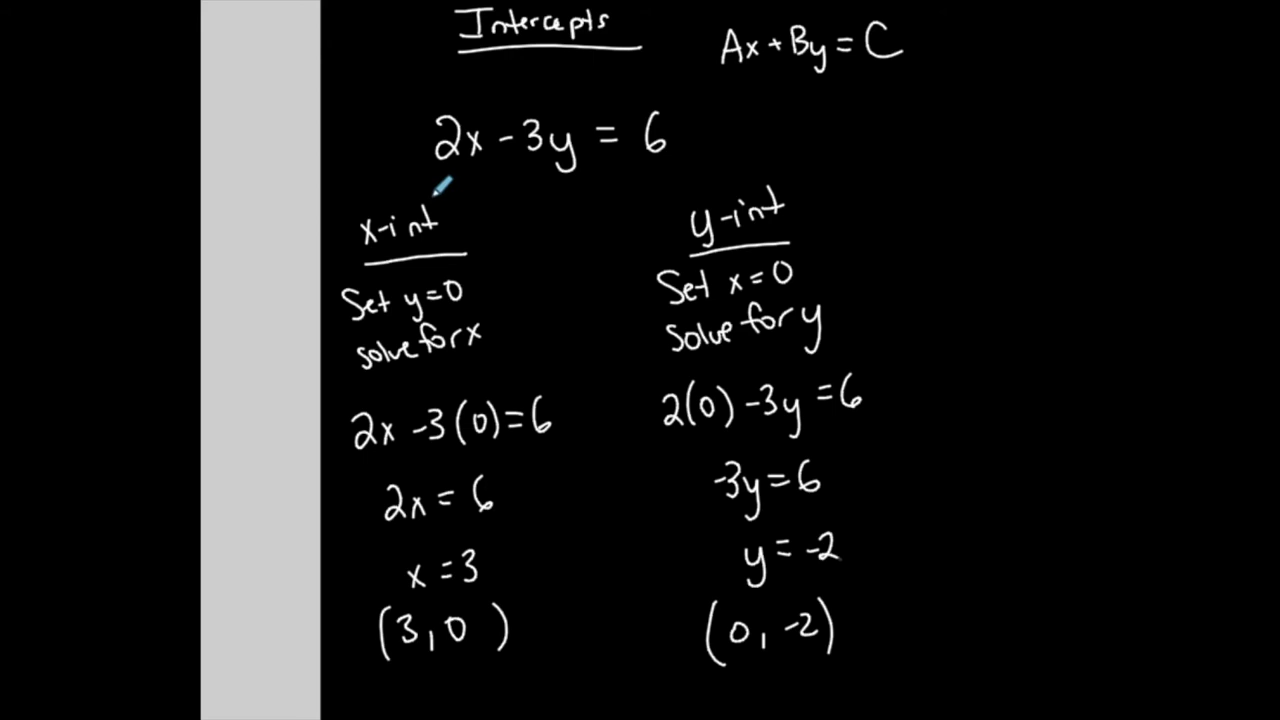 Intercepts
Ax + By = C
2x - 3y = 6
x-int
Set y=0
solve for x
2x - 3(0) = 6
2x = 6
x = 3
(3, 0)
y-int
Set x=0
Solve for y
2(0) - 3y = 6
-3y = 6
y = -2
(0, -2)